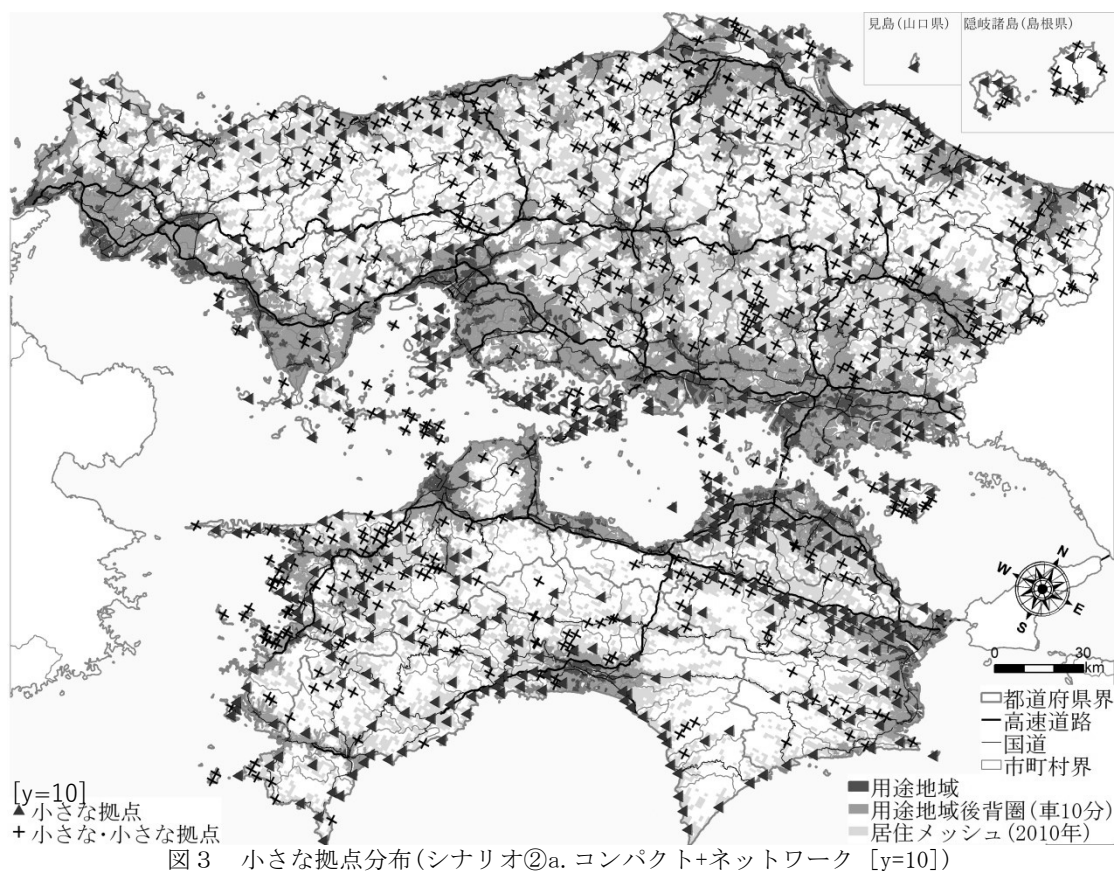 見島(山口県)
隠岐諸島(島根県)
N
W
E
S
0 30
km
都道府県界
高速道路
国道
市町村界
[y=10]
小さな拠点
小さな・小さな拠点
用途地域
用途地域後背圏(車10分)
居住メッシュ(2010年)
図3 小さな拠点分布(シナリオ②a.コンパクト+ネットワーク [y=10])